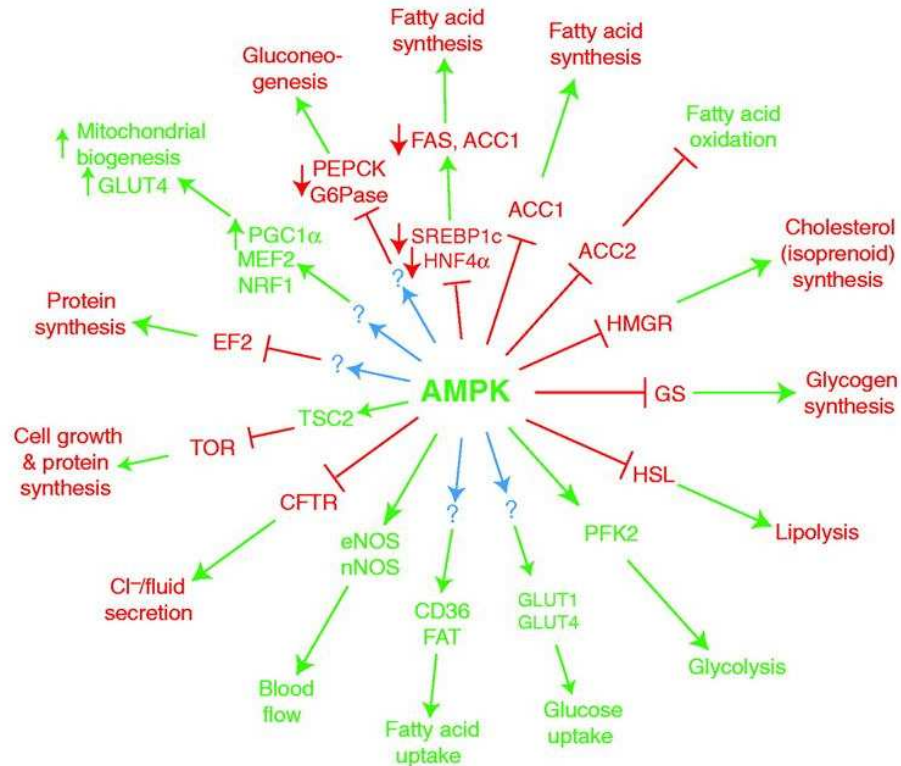 Fatty acid
synthesis
Fatty acid
synthesis
Gluconeo-
genesis
Fatty acid
oxidation
↑ Mitochondrial
biogenesis
↑ GLUT4
↓ FAS, ACC1
↓ PEPCK
↓ G6Pase
ACC1
Cholesterol
(isoprenoid)
synthesis
↑ PGC1α
MEF2
NRF1
↓ SREBP1c
↓ HNF4α
ACC2
?
?
HMGR
Protein
synthesis
EF2
?
AMPK
GS
Glycogen
synthesis
TSC2
Cell growth
& protein
synthesis
TOR
HSL
CFTR
Lipolysis
?
?
PFK2
eNOS
nNOS
Cl–/fluid
secretion
CD36
FAT
GLUT1
GLUT4
Glycolysis
Blood
flow
Fatty acid
uptake
Glucose
uptake